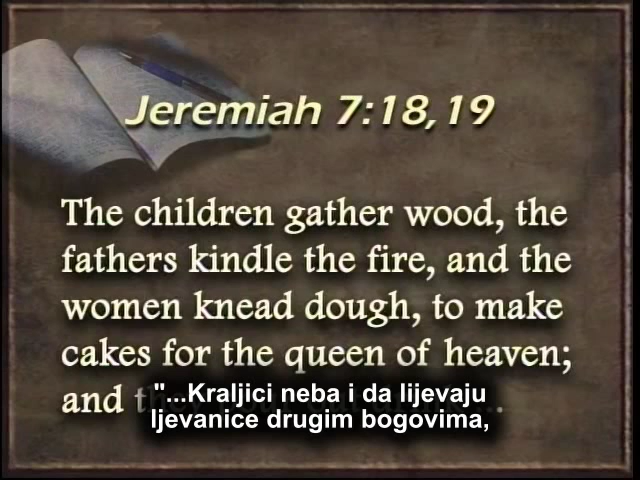 Jeremiah 7:18,19
The children gather wood, the
fathers kindle the fire, and the
women knead dough, to make
cakes for the queen of heaven;
and
"...Kraljici neba i da lijevaju
ljevanice drugim bogovima,